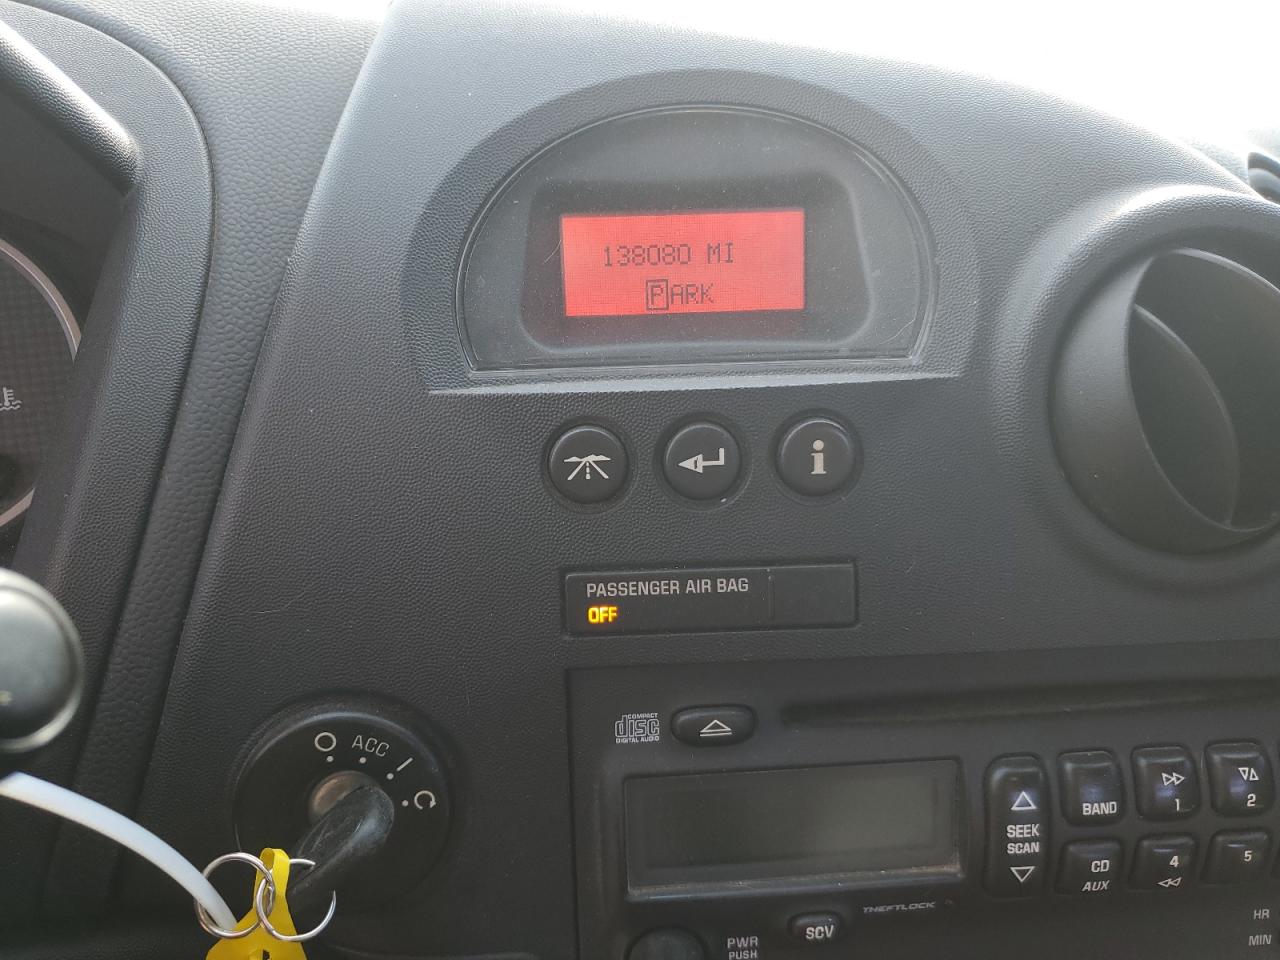 138080 MI
PARK
i
PASSENGER AIR BAG
OFF
ACC
COMPACT
disc
DIGITAL AUDIO
SEEK
SCAN
BAND
1
2
CD
AUX
4
5
THEFTLOCK
SCV
PWR
PUSH
HR
MIN